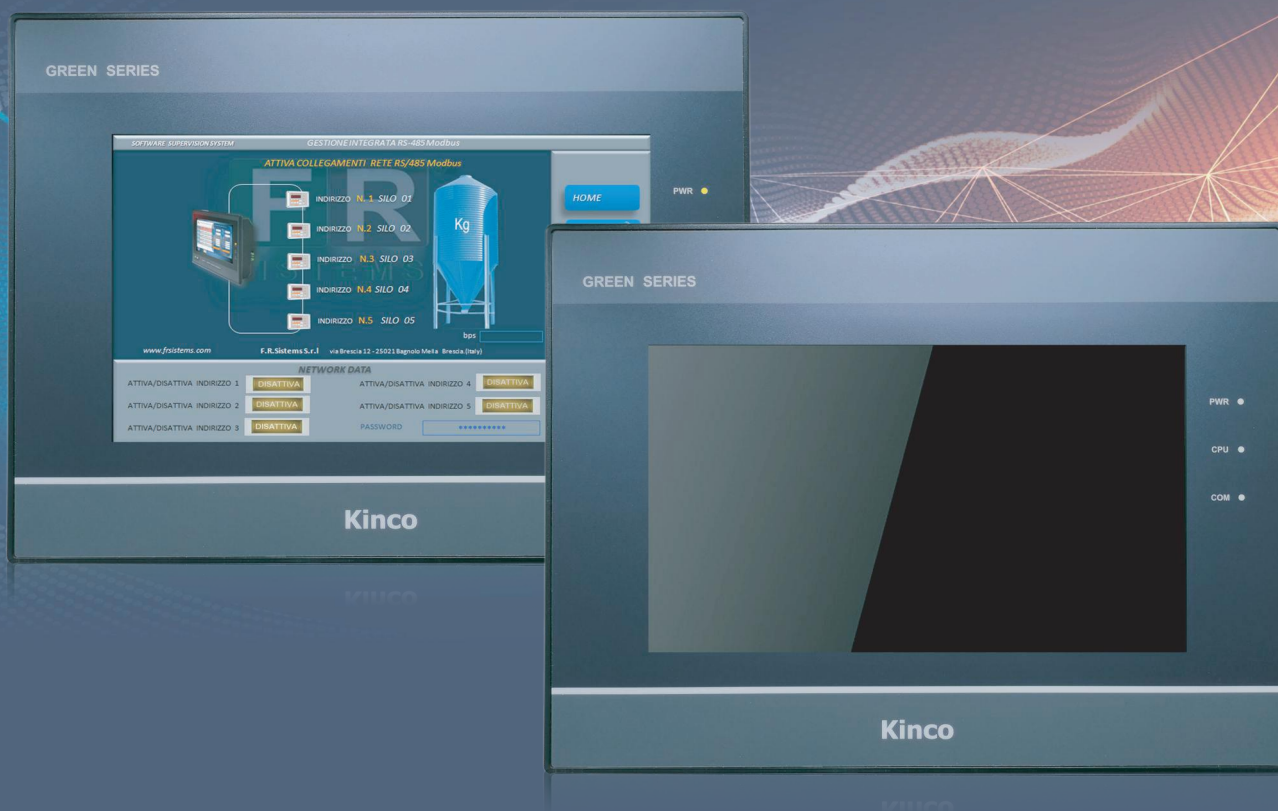 GREEN SERIES
SOFTWARE SUPERVISION SYSTEM
GESTIONE INTEGRATA RS-485 Modbus
ATTIVA COLLEGAMENTI RETE RS/485 Modbus
FR
SISTEMS
INDIRIZZO N. 1 SILO 01
INDIRIZZO N.2 SILO 02
INDIRIZZO N.3 SILO 03
INDIRIZZO N.4 SILO 04
INDIRIZZO N.5 SILO 05
Kg
bps
HOME
PWR
www.frsistems.com
F.R.Sistems S.r.l via Brescia 12 - 25021 Bagnolo Mella Brescia.(Italy)
NETWORK DATA
ATTIVA/DISATTIVA INDIRIZZO 1 DISATTIVA
ATTIVA/DISATTIVA INDIRIZZO 4 DISATTIVA
ATTIVA/DISATTIVA INDIRIZZO 2 DISATTIVA
ATTIVA/DISATTIVA INDIRIZZO 5 DISATTIVA
ATTIVA/DISATTIVA INDIRIZZO 3 DISATTIVA
PASSWORD **********
Kinco
GREEN SERIES
PWR
CPU
COM
Kinco